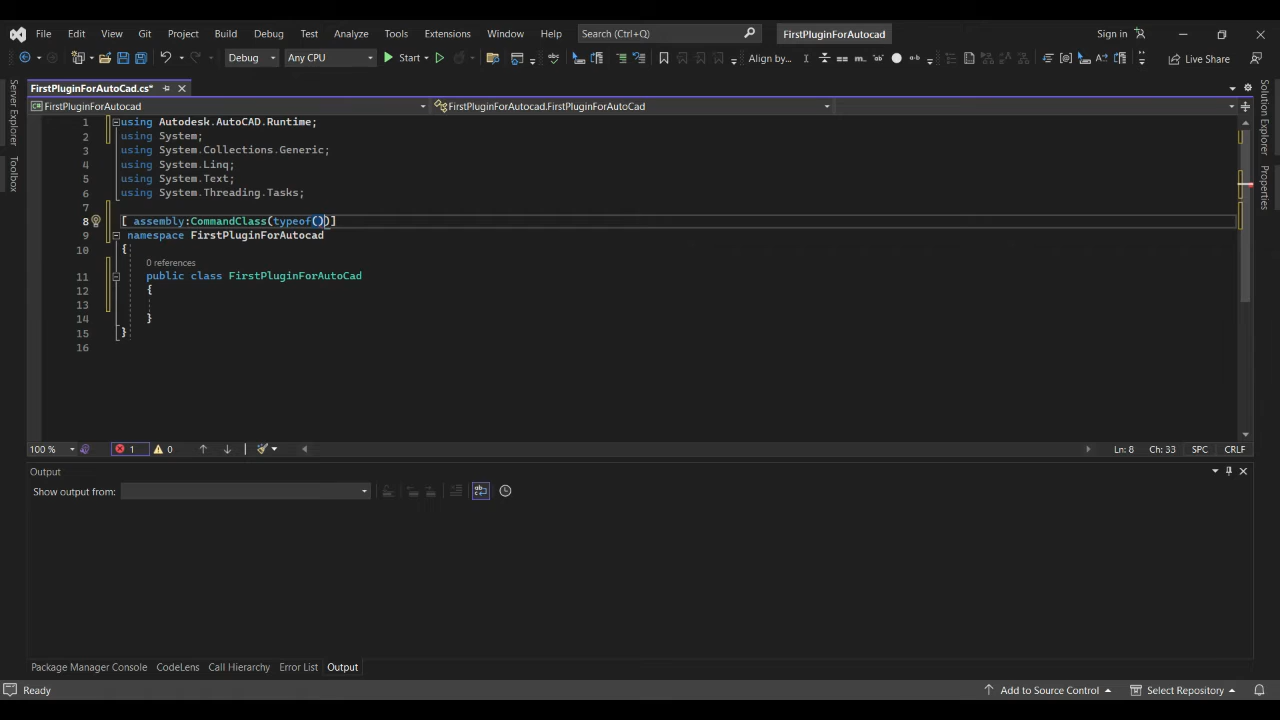 File Edit View Git Project Build Debug Test Analyze Tools Extensions Window Help Search (Ctrl+Q) FirstPluginForAutocad Sign in
Debug Any CPU Start Align by... Live Share
FirstPluginForAutoCad.cs*
FirstPluginForAutocad FirstPluginForAutocad.FirstPluginForAutoCad
Server Explorer
Toolbox
Solution Explorer
Properties
1 using Autodesk.AutoCAD.Runtime;
2 using System;
3 using System.Collections.Generic;
4 using System.Linq;
5 using System.Text;
6 using System.Threading.Tasks;
7
8 [ assembly:CommandClass(typeof())]
9 namespace FirstPluginForAutocad
10 {
0 references
11 public class FirstPluginForAutoCad
12 {
13
14 }
15 }
16
100 % 1 0 Ln: 8 Ch: 33 SPC CRLF
Output
Show output from:
Package Manager Console CodeLens Call Hierarchy Error List Output
Ready Add to Source Control Select Repository